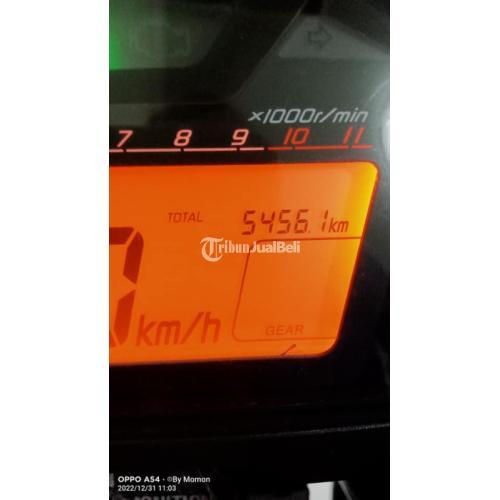 x1000r/min
7 8 9 10 11
TOTAL 5456.1km
TribunJualBeli
km/h
GEAR
OPPO A54 · ©By Momon
2022/12/31 11:03